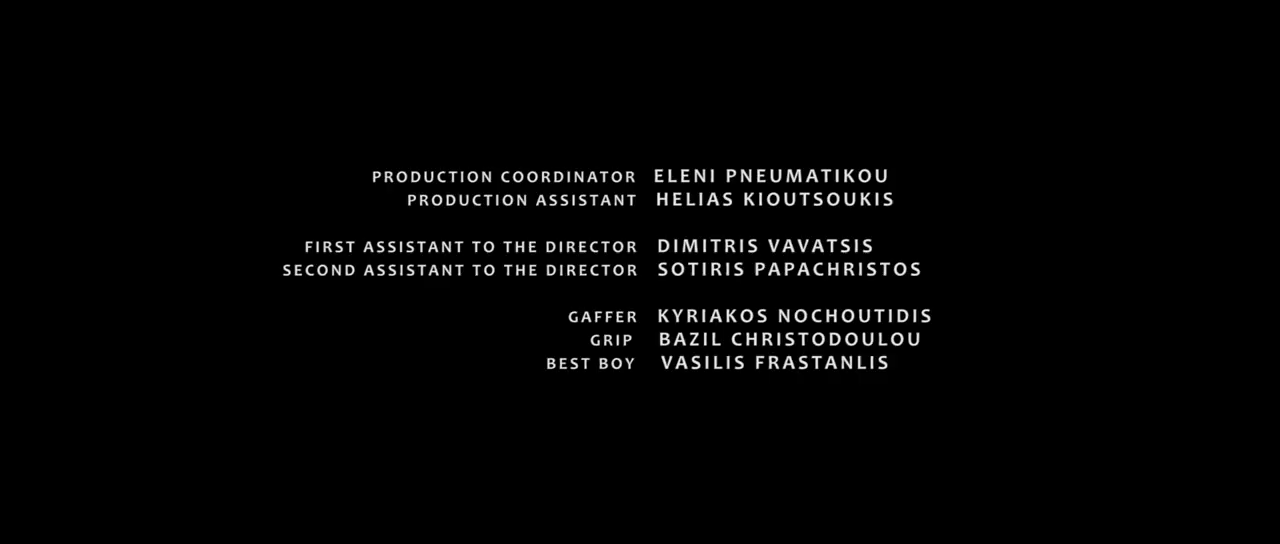 PRODUCTION COORDINATOR ELENI PNEUMATIKOU
PRODUCTION ASSISTANT HELIAS KIOUTSOUKIS
FIRST ASSISTANT TO THE DIRECTOR DIMITRIS VAVATSIS
SECOND ASSISTANT TO THE DIRECTOR SOTIRIS PAPACHRISTOS
GAFFER KYRIAKOS NOCHOUTIDIS
GRIP BAZIL CHRISTODOULOU
BEST BOY VASILIS FRASTANLIS